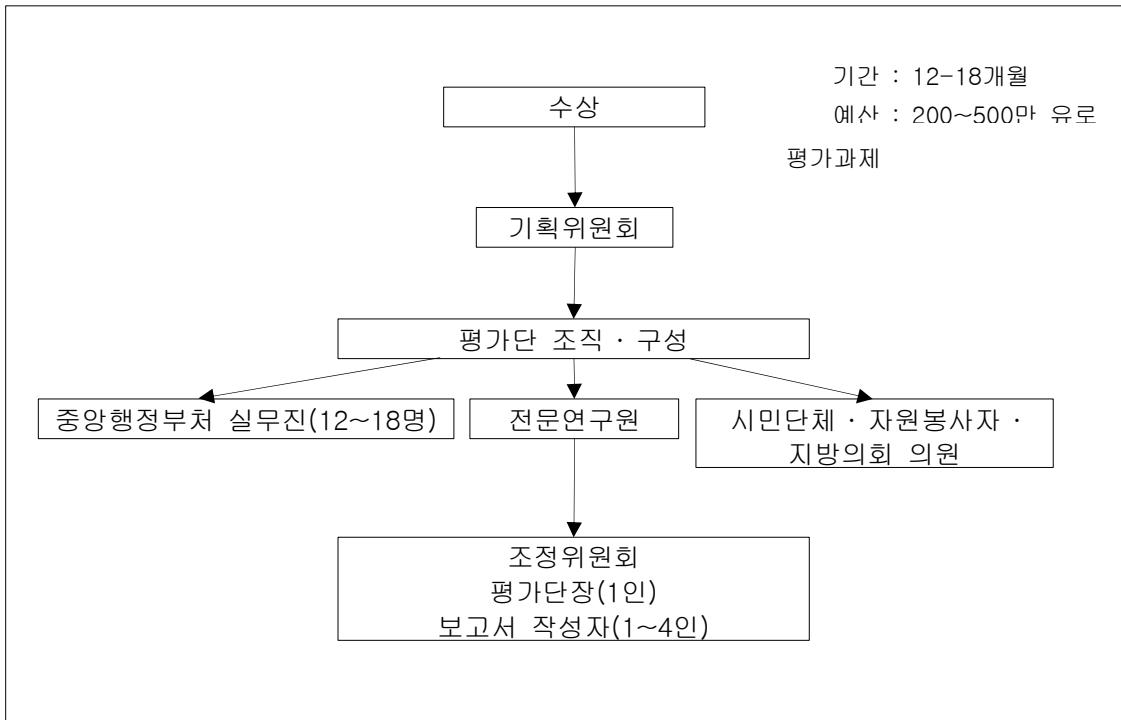 기간 : 12-18개월
수상
예산 : 200~500만 유로
평가과제
기획위원회
평가단 조직 · 구성
중앙행정부처 실무진(12~18명)
전문연구원
시민단체 · 자원봉사자 ·
지방의회 의원
조정위원회
평가단장(1인)
보고서 작성자(1~4인)